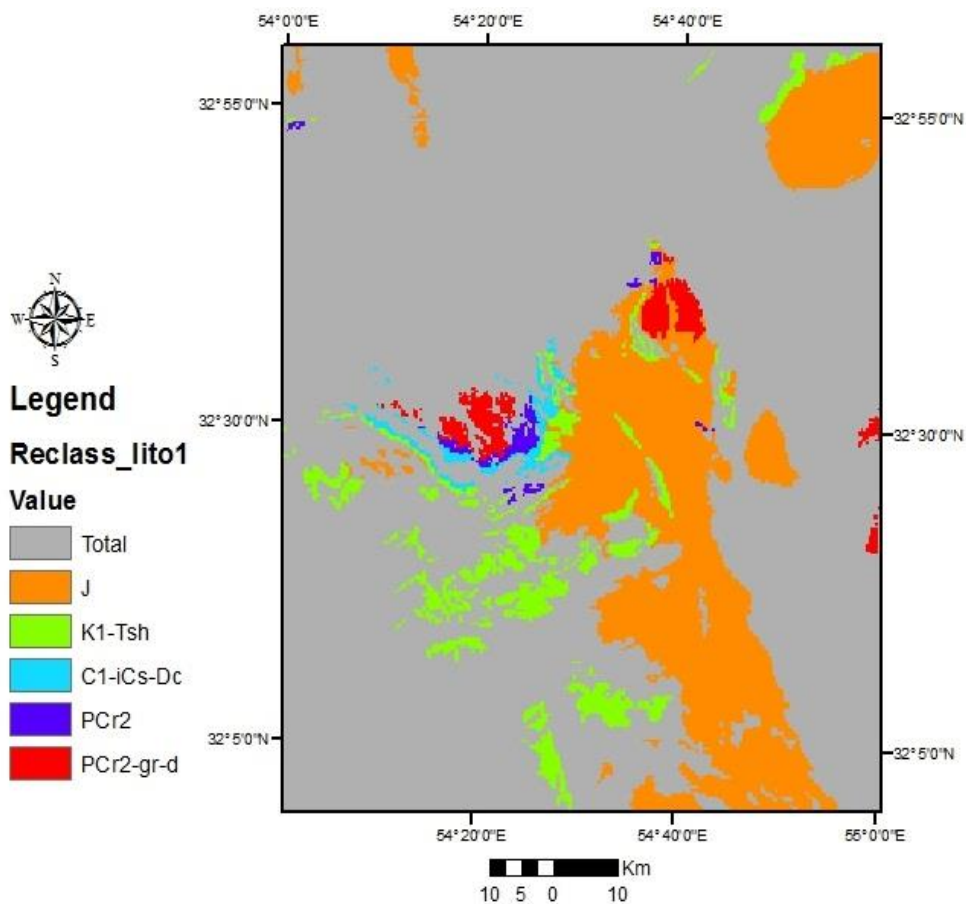 54°0'0"E 54°20'0"E 54°40'0"E
32°55'0"N
32°55'0"N
N
W E
S
Legend
32°30'0"N
32°30'0"N
Reclass_lito1
Value
Total
J
K1-Tsh
C1-iCs-Dc
PCr2
32°5'0"N
32°5'0"N
PCr2-gr-d
54°20'0"E 54°40'0"E 55°0'0"E
Km
10 5 0 10